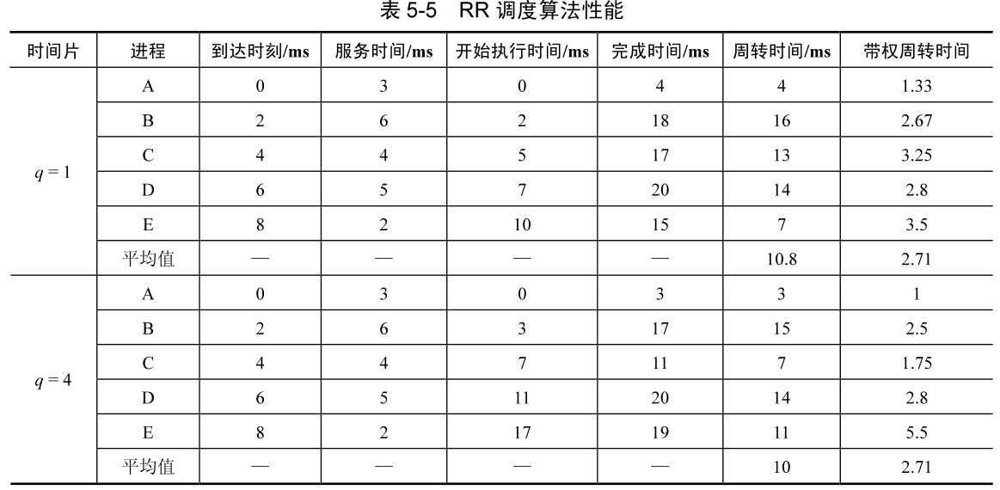 表 5-5 RR 调度算法性能
时间片 进程 到达时刻/ms 服务时间/ms 开始执行时间/ms 完成时间/ms 周转时间/ms 带权周转时间
q = 1
A 0 3 0 4 4 1.33
B 2 6 2 18 16 2.67
C 4 4 5 17 13 3.25
D 6 5 7 20 14 2.8
E 8 2 10 15 7 3.5
平均值 — — — — 10.8 2.71
q = 4
A 0 3 0 3 3 1
B 2 6 3 17 15 2.5
C 4 4 7 11 7 1.75
D 6 5 11 20 14 2.8
E 8 2 17 19 11 5.5
平均值 — — — — 10 2.71